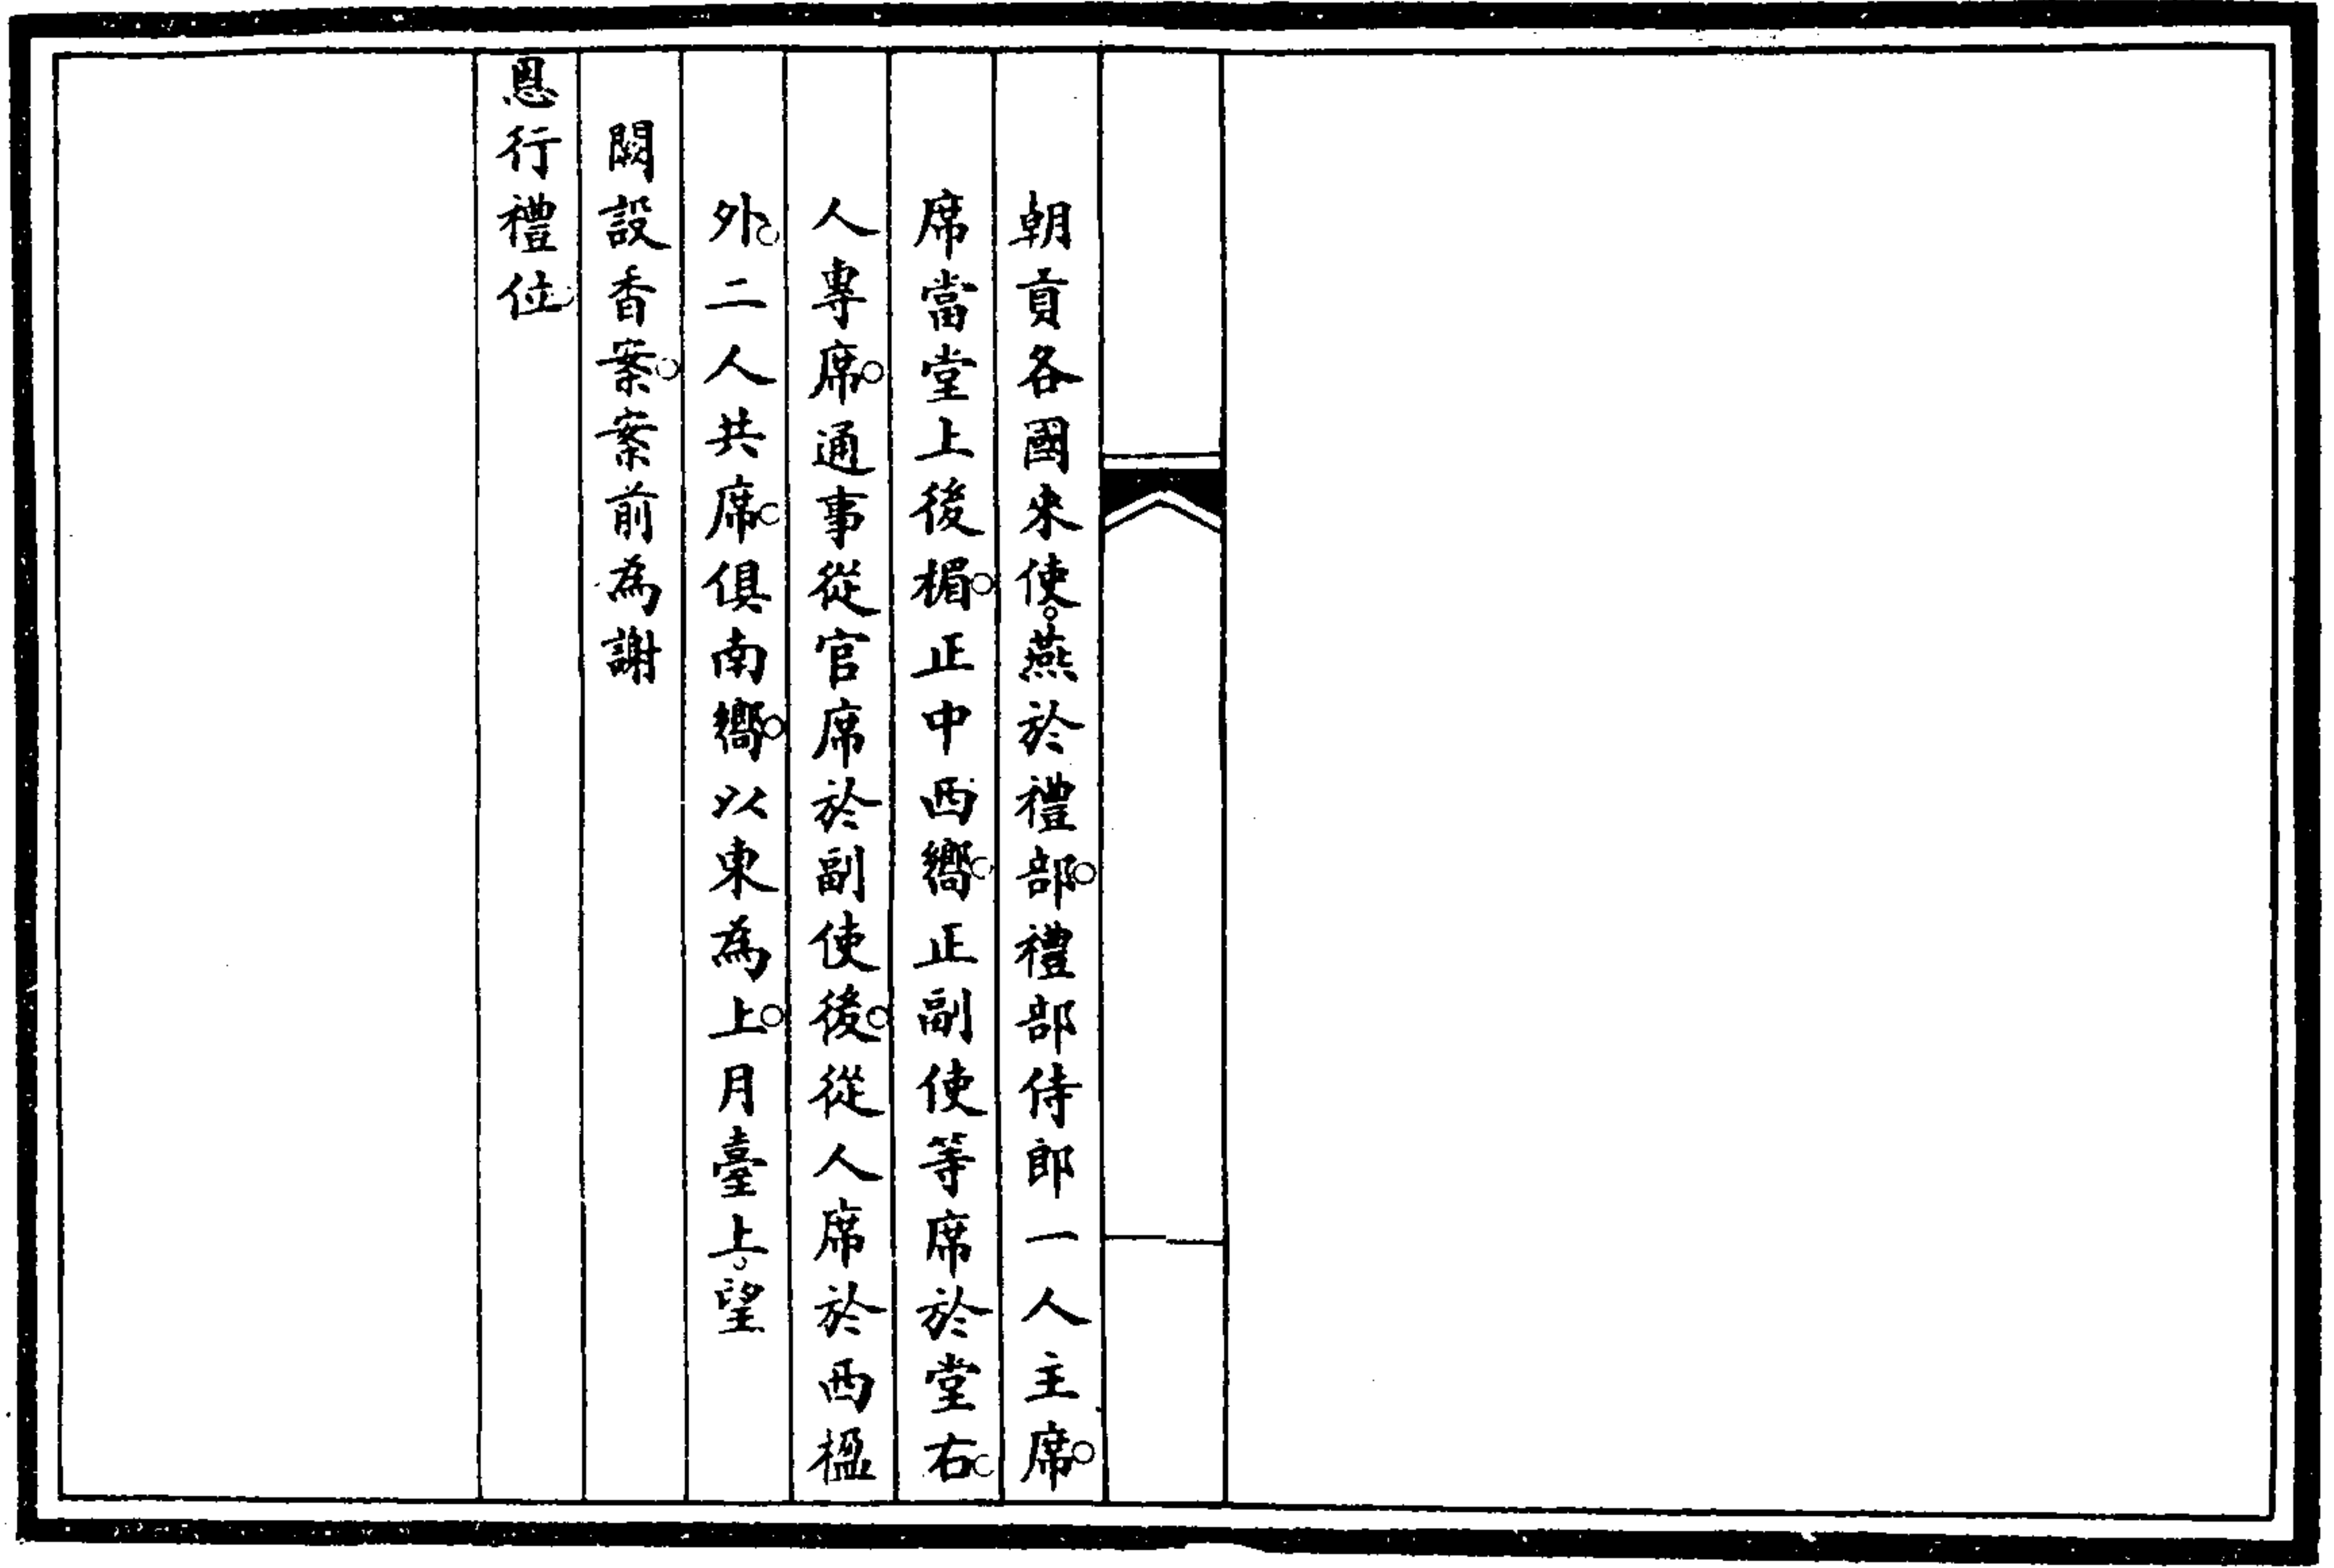 朝貢各國來使。燕於禮部。禮部侍郎一人主席。
席當堂上後楣。正中西嚮。正副使等席於堂右。
人專席。通事從官席於副使後。從人席於西楹
外。二人共席。俱南嚮。以東為上。月臺上。望
闕設香案。案前為謝
恩行禮位。